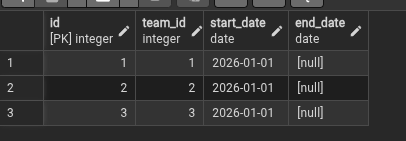 id team_id start_date end_date
[PK] integer integer date date
1 1 1 2026-01-01 [null]
2 2 2 2026-01-01 [null]
3 3 3 2026-01-01 [null]